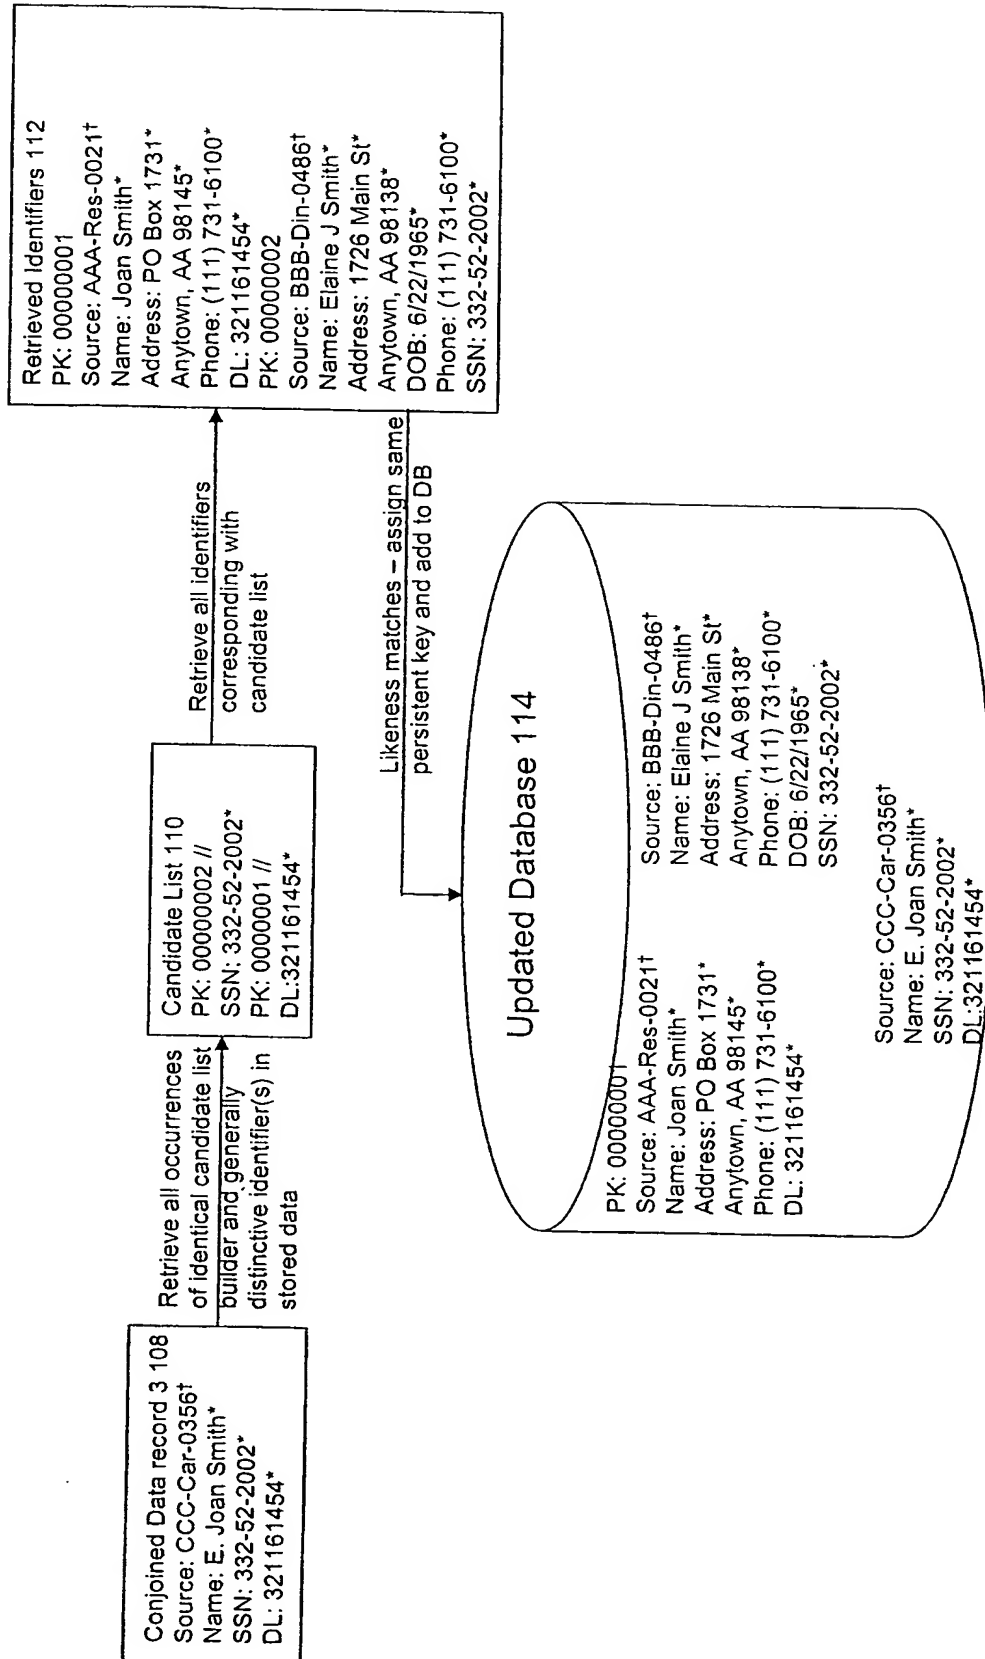 Conjoined Data record 3 108
Source: CCC-Car-0356†
Name: E. Joan Smith*
SSN: 332-52-2002*
DL: 321161454*
Retrieve all occurrences
of identical candidate list
builder and generally
distinctive identifier(s) in
stored data
Candidate List 110
PK: 00000002 //
SSN: 332-52-2002*
PK: 0000001 //
DL:321161454*
Retrieve all identifiers
corresponding with
candidate list
Retrieved Identifiers 112
PK: 00000001
Source: AAA-Res-0021†
Name: Joan Smith*
Address: PO Box 1731*
Anytown, AA 98145*
Phone: (111) 731-6100*
DL: 321161454*
PK: 00000002
Source: BBB-Din-0486†
Name: Elaine J Smith*
Address: 1726 Main St*
Anytown, AA 98138*
DOB: 6/22/1965*
Phone: (111) 731-6100*
SSN: 332-52-2002*
Likeness matches – assign same
persistent key and add to DB
Updated Database 114
PK: 00000001
Source: AAA-Res-0021†
Name: Joan Smith*
Address: PO Box 1731*
Anytown, AA 98145*
Phone: (111) 731-6100*
DL: 321161454*
Source: BBB-Din-0486†
Name: Elaine J Smith*
Address: 1726 Main St*
Anytown, AA 98138*
Phone: (111) 731-6100*
DOB: 6/22/1965*
SSN: 332-52-2002*
Source: CCC-Car-0356†
Name: E. Joan Smith*
SSN: 332-52-2002*
DL:321161454*